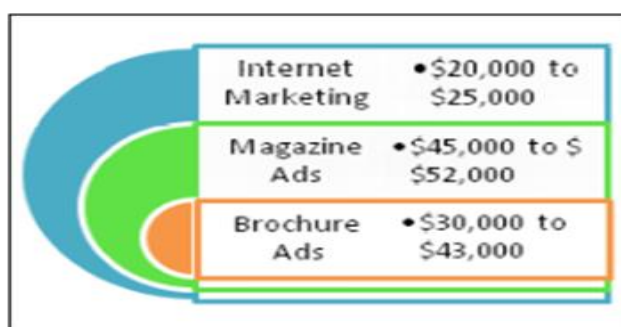 Internet
Marketing
•$20,000 to
$25,000
Magazine
Ads
•$45,000 to $
$52,000
Brochure
Ads
•$30,000 to
$43,000